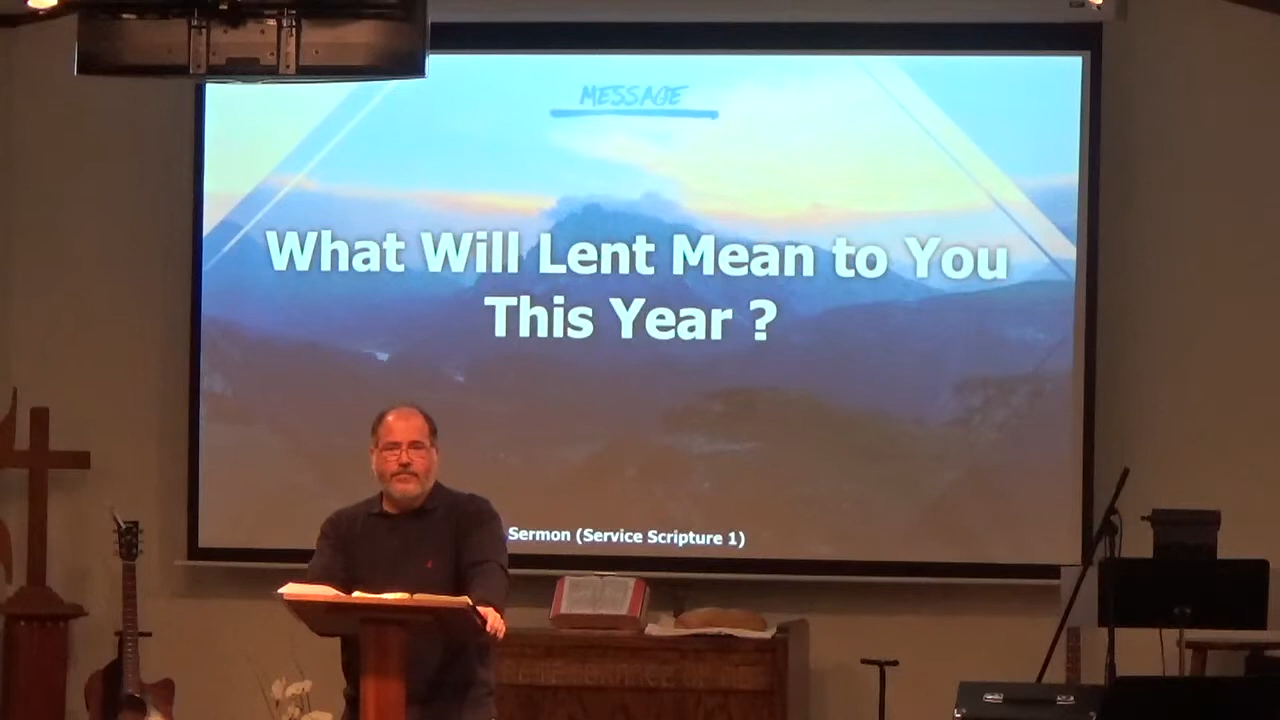 MESSAGE
What Will Lent Mean to You
This Year ?
Sermon (Service Scripture 1)